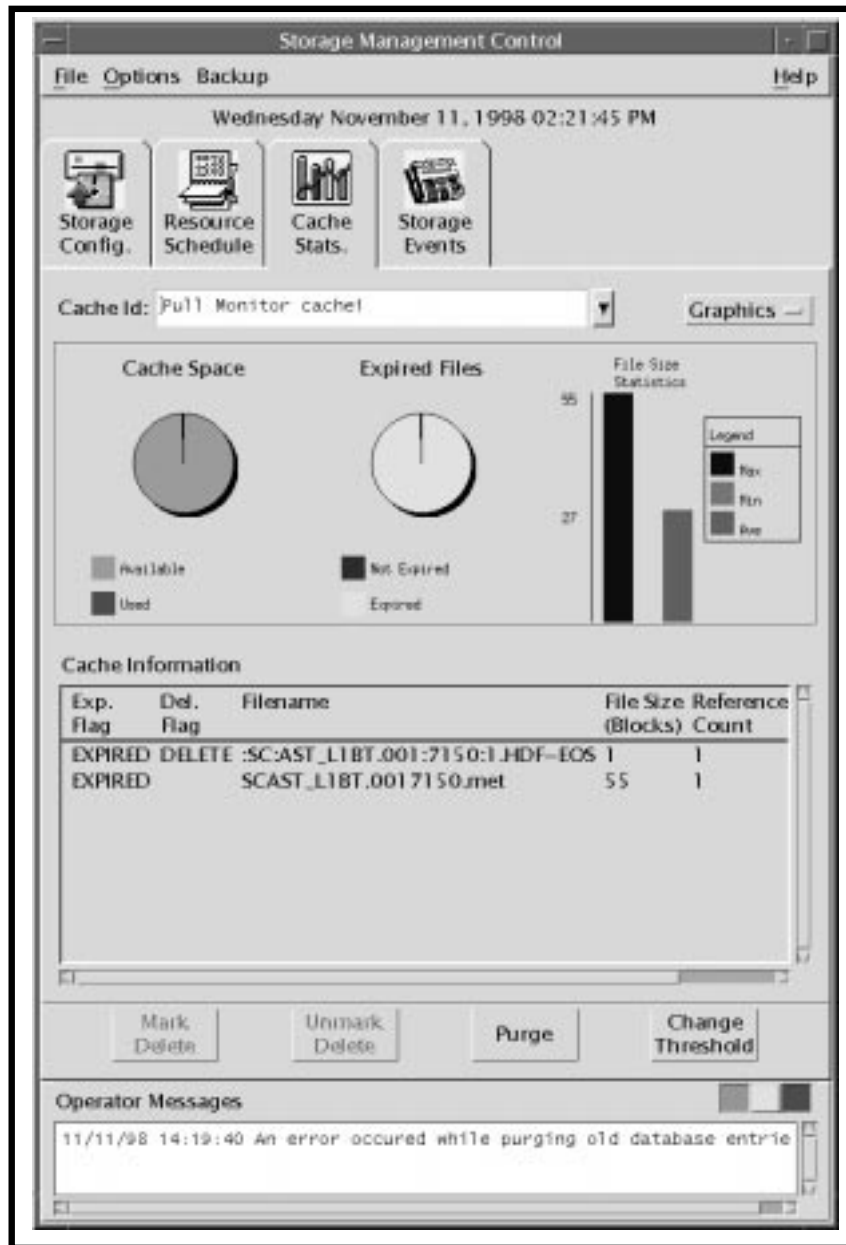 Storage Management Control
File Options Backup Help
Wednesday November 11, 1998 02:21:45 PM
Storage Config.
Resource Schedule
Cache Stats.
Storage Events
Cache Id: Pull Monitor cache! Graphics
Cache Space
Expired Files
File Size
Statistics
55
27
Legend
Max
Min
Ave
Available
Used
Not Expired
Expired
Cache Information
Exp. Del. Filename File Size Reference
Flag Flag (Blocks) Count
EXPIRED DELETE :SC:AST_L1BT.001:7150:1.HDF-EOS 1 1
EXPIRED SCAST_L1BT.0017150.met 55 1
Mark Delete
Unmark Delete
Purge
Change Threshold
Operator Messages
11/11/98 14:19:40 An error occured while purging old database entrie